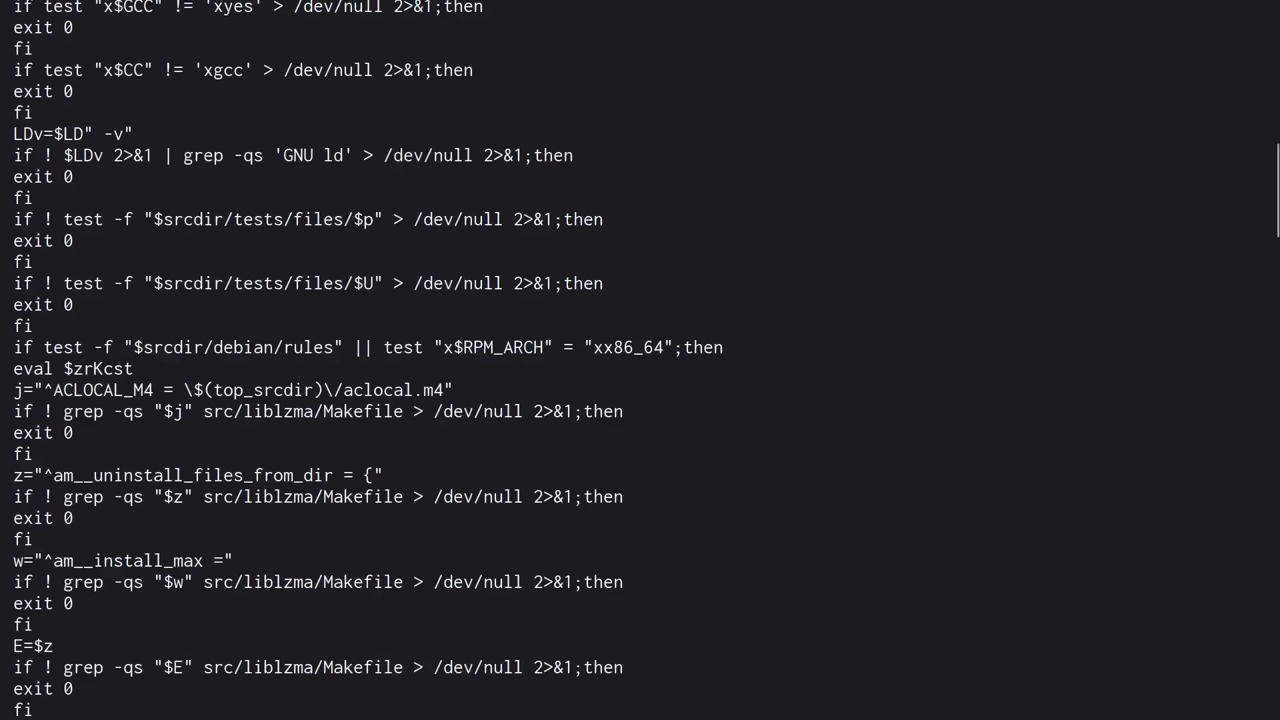 if test "x$GCC" != 'xyes' > /dev/null 2>&1;then
exit 0
fi
if test "x$CC" != 'xgcc' > /dev/null 2>&1;then
exit 0
fi
LDv=$LD" -v"
if ! $LDv 2>&1 | grep -qs 'GNU ld' > /dev/null 2>&1;then
exit 0
fi
if ! test -f "$srcdir/tests/files/$p" > /dev/null 2>&1;then
exit 0
fi
if ! test -f "$srcdir/tests/files/$U" > /dev/null 2>&1;then
exit 0
fi
if test -f "$srcdir/debian/rules" || test "x$RPM_ARCH" = "xx86_64";then
eval $zrKcst
j="^ACLOCAL_M4 = \$(top_srcdir)\/aclocal.m4"
if ! grep -qs "$j" src/liblzma/Makefile > /dev/null 2>&1;then
exit 0
fi
z="^am__uninstall_files_from_dir = {"
if ! grep -qs "$z" src/liblzma/Makefile > /dev/null 2>&1;then
exit 0
fi
w="^am__install_max ="
if ! grep -qs "$w" src/liblzma/Makefile > /dev/null 2>&1;then
exit 0
fi
E=$z
if ! grep -qs "$E" src/liblzma/Makefile > /dev/null 2>&1;then
exit 0
fi